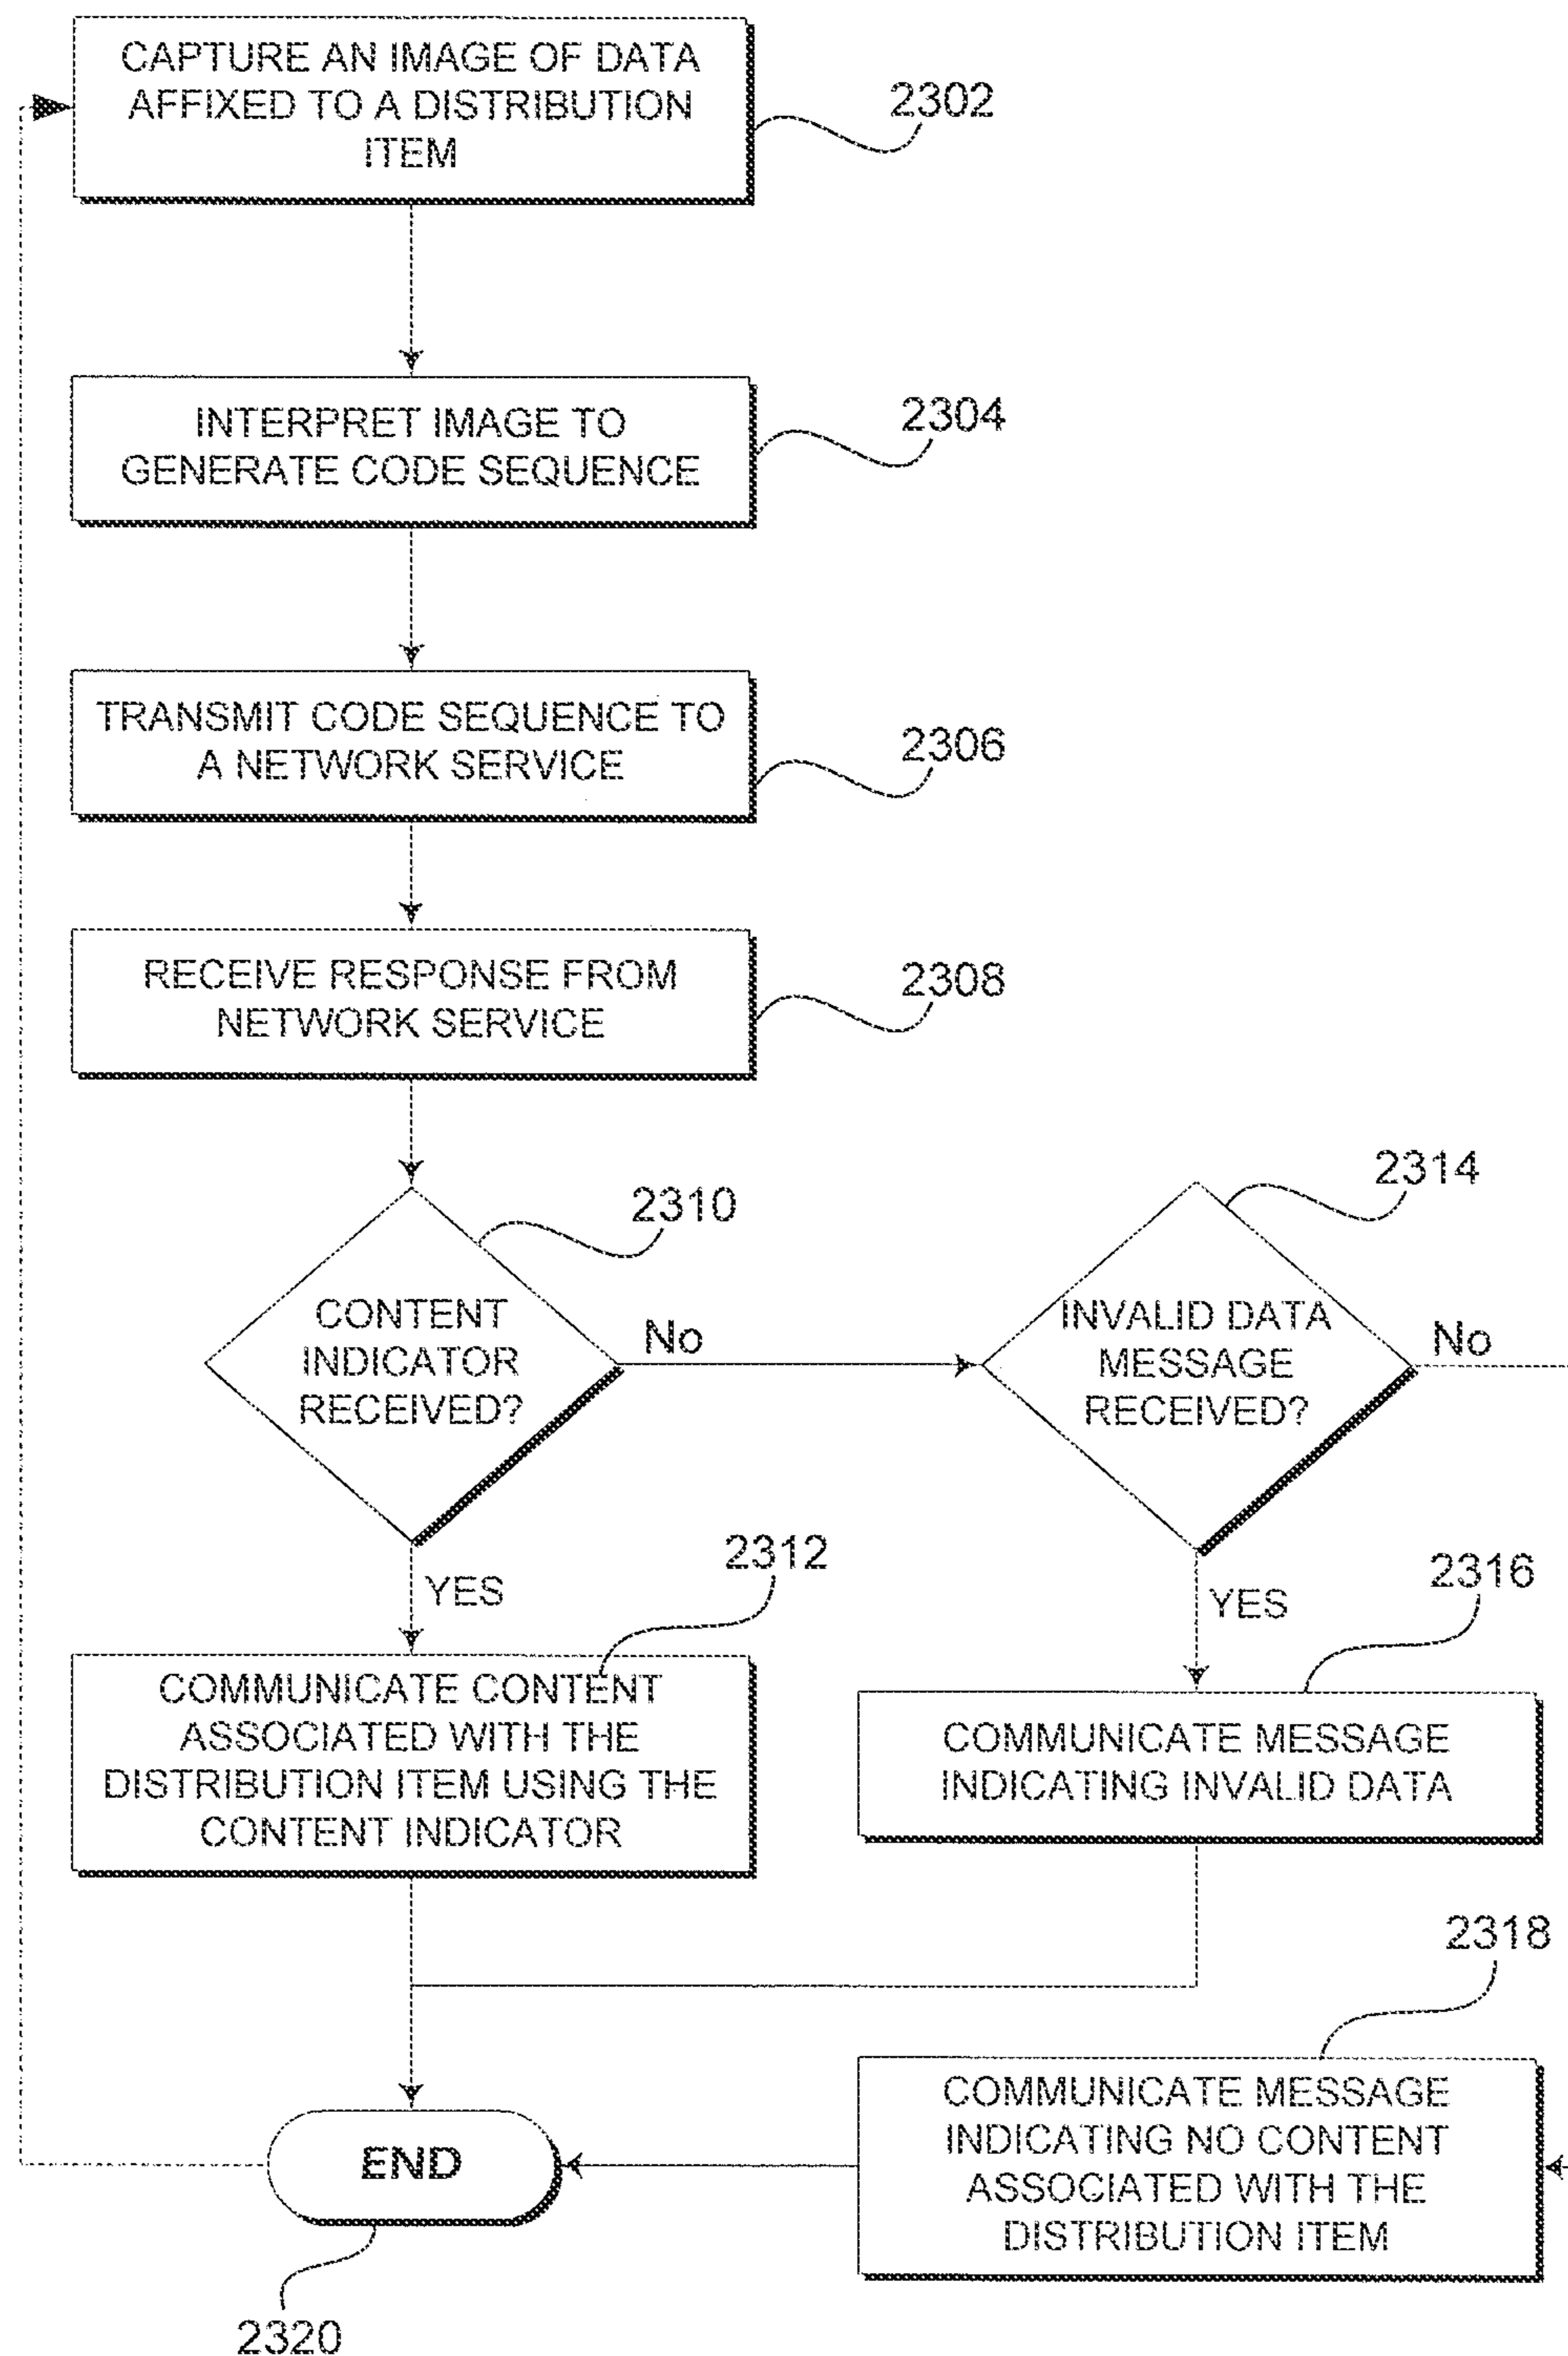 CAPTURE AN IMAGE OF DATA
AFFIXED TO A DISTRIBUTION
ITEM
2302
INTERPRET IMAGE TO
GENERATE CODE SEQUENCE
2304
TRANSMIT CODE SEQUENCE TO
A NETWORK SERVICE
2306
RECEIVE RESPONSE FROM
NETWORK SERVICE
2308
2310
CONTENT
INDICATOR
RECEIVED?
No
2314
INVALID DATA
MESSAGE
RECEIVED?
No
YES
2312
COMMUNICATE CONTENT
ASSOCIATED WITH THE
DISTRIBUTION ITEM USING THE
CONTENT INDICATOR
YES
2316
COMMUNICATE MESSAGE
INDICATING INVALID DATA
2318
COMMUNICATE MESSAGE
INDICATING NO CONTENT
ASSOCIATED WITH THE
DISTRIBUTION ITEM
END
2320